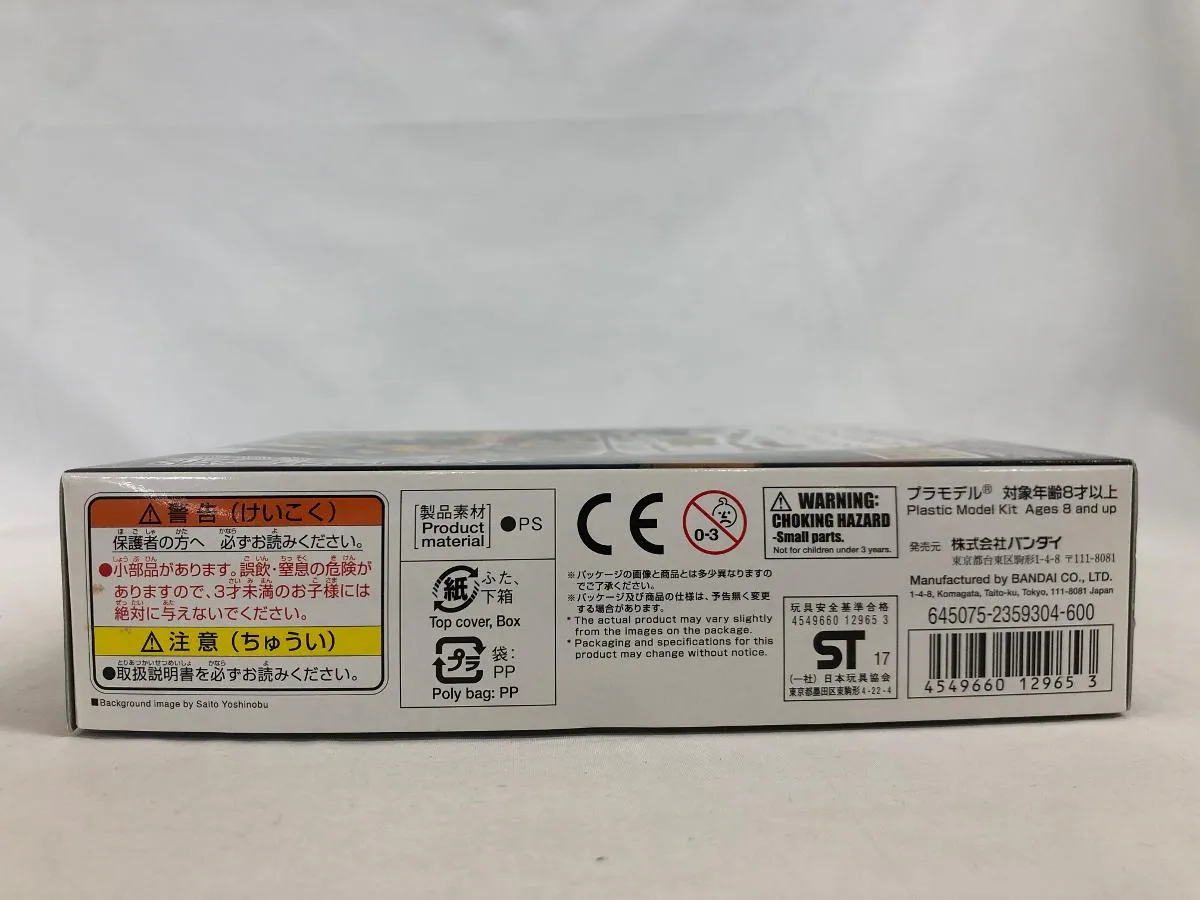 警告（けいこく）
保護者の方へ 必ずお読みください。
●小部品があります。誤飲・窒息の危険が
ありますので、3才未満のお子様には
絶対に与えないでください。
注意（ちゅうい）
●取扱説明書を必ずお読みください。
■Background image by Saito Yoshinobu
[製品素材]
Product
material
●PS
紙
ふた、
下箱
Top cover, Box
プラ
袋:
PP
Poly bag: PP
CE
0-3
WARNING:
CHOKING HAZARD
-Small parts.
Not for children under 3 years.
※パッケージの画像と商品とは多少異なりますの
でご了承ください。
※パッケージ及び商品の仕様は、予告無く変更
する場合があります。
* The actual product may vary slightly
from the images on the package.
* Packaging and specifications for this
product may change without notice.
玩具安全基準合格
4549660 12965 3
ST 17
(一社) 日本玩具協会
東京都墨田区東駒形4-22-4
プラモデル® 対象年齢8才以上
Plastic Model Kit Ages 8 and up
発売元 株式会社バンダイ
東京都台東区駒形1-4-8 〒111-8081
Manufactured by BANDAI CO., LTD.
1-4-8, Komagata, Taito-ku, Tokyo, 111-8081 Japan
645075-2359304-600
4549660 12965 3